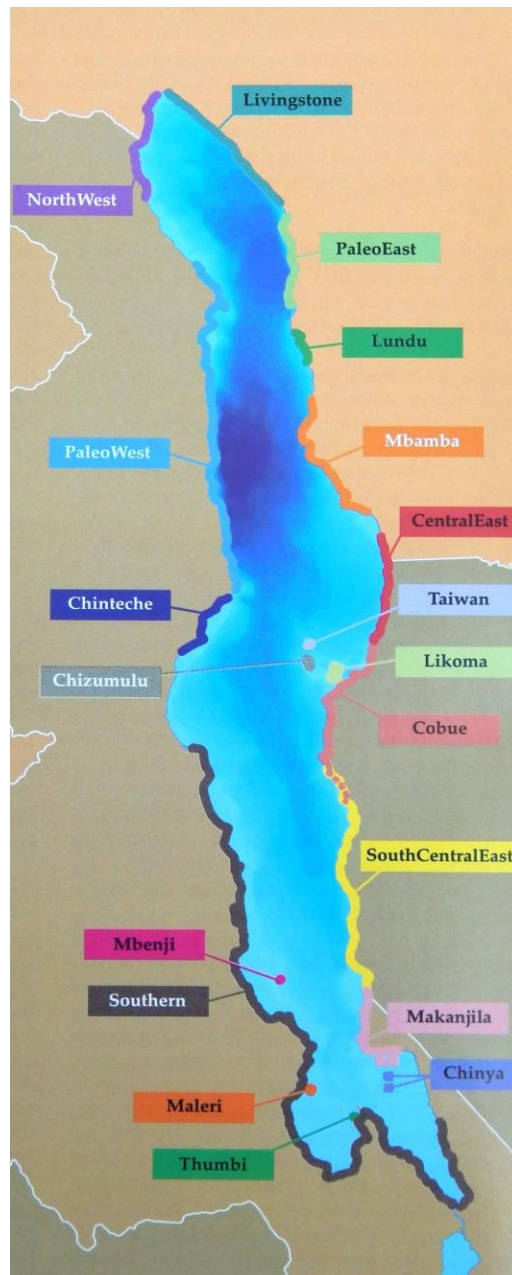 Livingstone
NorthWest
PaleoEast
Lundu
Mbamba
PaleoWest
CentralEast
Chinteche
Taiwan
Chizumulu
Likoma
Cobue
SouthCentralEast
Mbenji
Southern
Makanjila
Chinya
Maleri
Thumbi